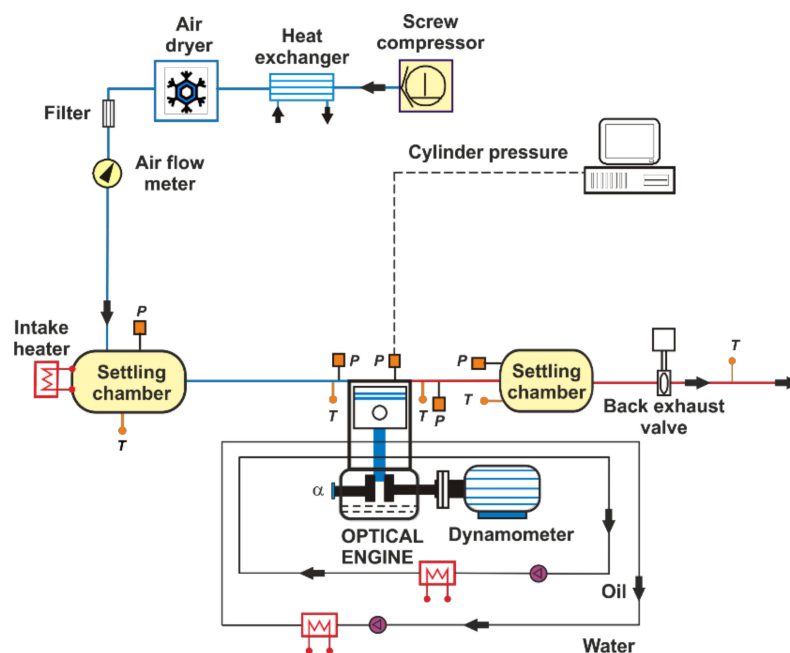 Air
dryer
Heat
exchanger
Screw
compressor
Filter
Air flow
meter
Cylinder pressure
Intake
heater
P
Settling
chamber
T
P
T
P
T
P
P
T
Settling
chamber
T
Back exhaust
valve
α
OPTICAL
ENGINE
Dynamometer
Oil
Water